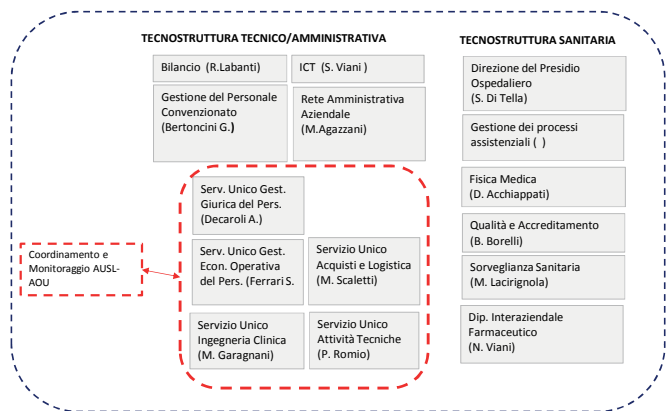 TECNOSTRUTTURA TECNICO/AMMINISTRATIVA
Bilancio (R.Labanti)
ICT (S. Viani )
Gestione del Personale
Convenzionato
(Bertoncini G.)
Rete Amministrativa
Aziendale
(M.Agazzani)
Serv. Unico Gest.
Giurica del Pers.
(Decaroli A.)
Serv. Unico Gest.
Econ. Operativa
del Pers. (Ferrari S.
Servizio Unico
Acquisti e Logistica
(M. Scaletti)
Servizio Unico
Ingegneria Clinica
(M. Garagnani)
Servizio Unico
Attività Tecniche
(P. Romio)
Coordinamento e
Monitoraggio AUSL-
AOU
TECNOSTRUTTURA SANITARIA
Direzione del Presidio
Ospedaliero
(S. Di Tella)
Gestione dei processi
assistenziali ( )
Fisica Medica
(D. Acchiappati)
Qualità e Accreditamento
(B. Borelli)
Sorveglianza Sanitaria
(M. Lacirignola)
Dip. Interaziendale
Farmaceutico
(N. Viani)